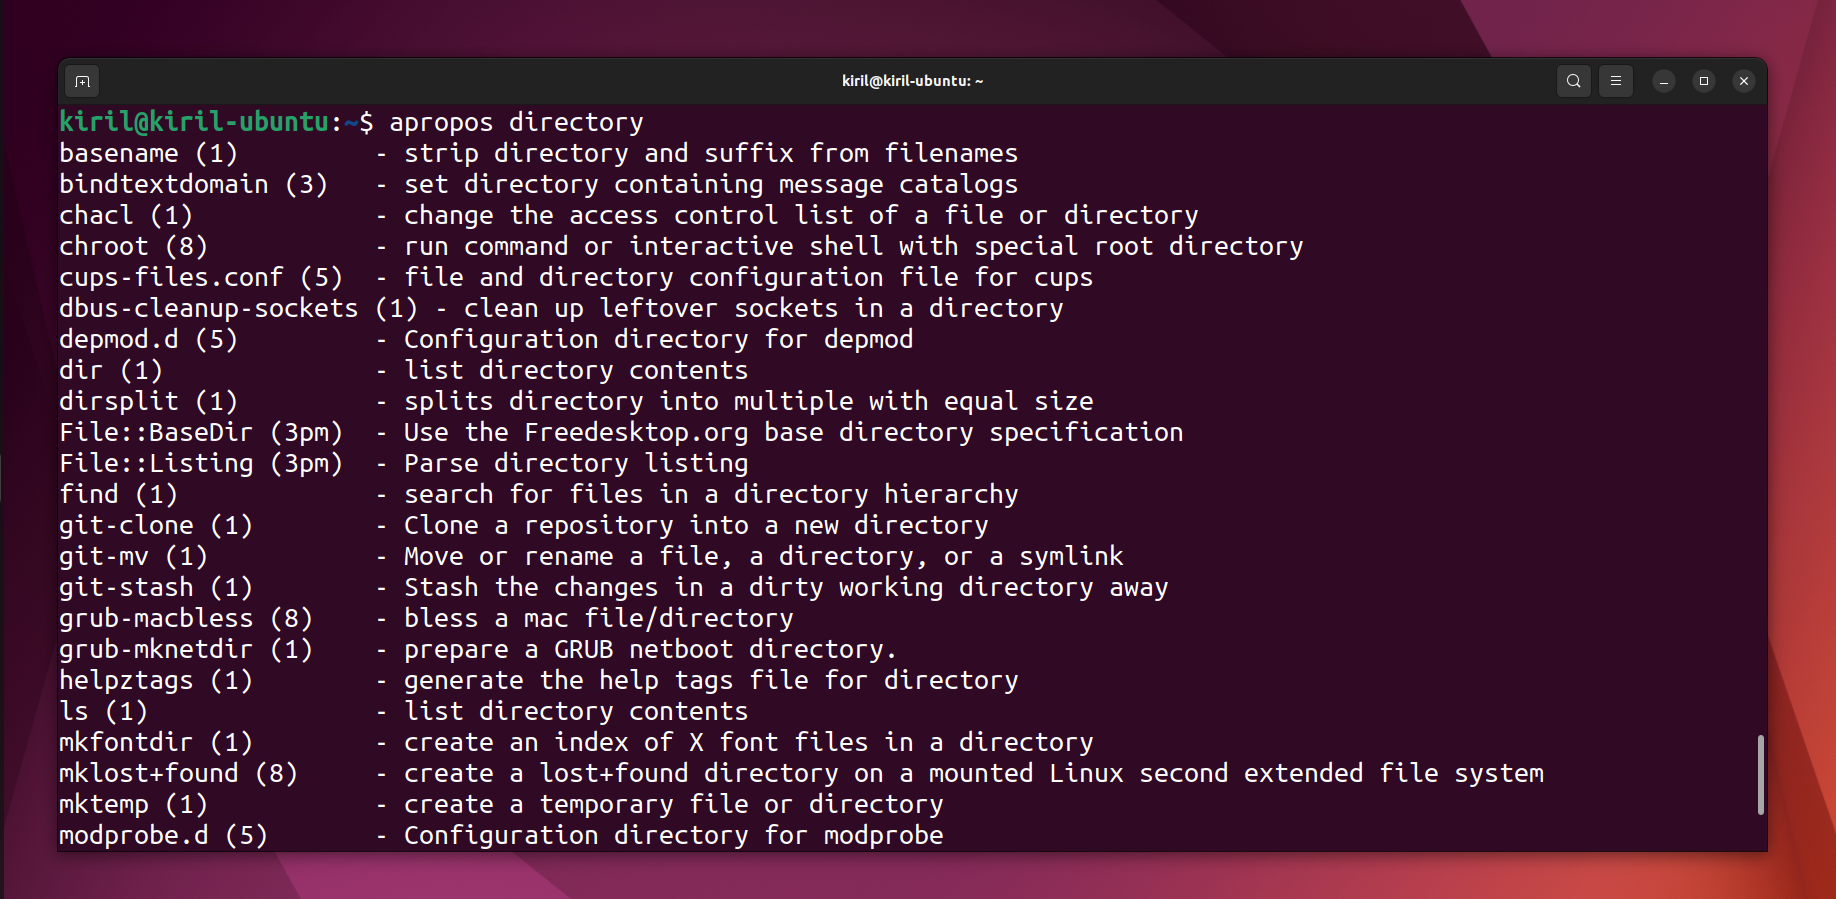 kiril@kiril-ubuntu: ~
kiril@kiril-ubuntu:~$ apropos directory
basename (1)         - strip directory and suffix from filenames
bindtextdomain (3)   - set directory containing message catalogs
chacl (1)            - change the access control list of a file or directory
chroot (8)           - run command or interactive shell with special root directory
cups-files.conf (5)  - file and directory configuration file for cups
dbus-cleanup-sockets (1) - clean up leftover sockets in a directory
depmod.d (5)         - Configuration directory for depmod
dir (1)              - list directory contents
dirsplit (1)         - splits directory into multiple with equal size
File::BaseDir (3pm)  - Use the Freedesktop.org base directory specification
File::Listing (3pm)  - Parse directory listing
find (1)             - search for files in a directory hierarchy
git-clone (1)        - Clone a repository into a new directory
git-mv (1)           - Move or rename a file, a directory, or a symlink
git-stash (1)        - Stash the changes in a dirty working directory away
grub-macbless (8)    - bless a mac file/directory
grub-mknetdir (1)    - prepare a GRUB netboot directory.
helpztags (1)        - generate the help tags file for directory
ls (1)               - list directory contents
mkfontdir (1)        - create an index of X font files in a directory
mklost+found (8)     - create a lost+found directory on a mounted Linux second extended file system
mktemp (1)           - create a temporary file or directory
modprobe.d (5)       - Configuration directory for modprobe